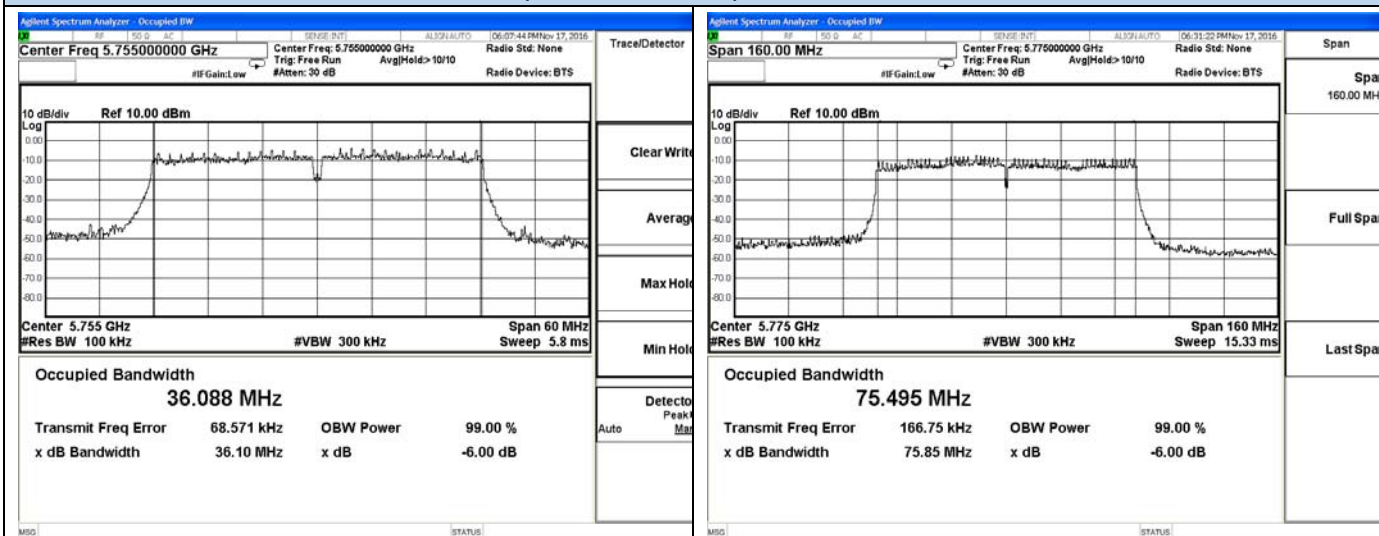 Agilent Spectrum Analyzer - Occupied BW
RF 50 Ω AC SENSE:INT ALIGN AUTO 06:07:44 PM Nov 17, 2016
Center Freq 5.755000000 GHz
Center Freq: 5.755000000 GHz
Radio Std: None
Trig: Free Run Avg|Hold:>10/10
#IFGain:Low #Atten: 30 dB Radio Device: BTS
10 dB/div Ref 10.00 dBm
Log
0.00
-10.0
-20.0
-30.0
-40.0
-50.0
-60.0
-70.0
-80.0
Center 5.755 GHz Span 60 MHz
#Res BW 100 kHz #VBW 300 kHz Sweep 5.8 ms
Occupied Bandwidth
36.088 MHz
Transmit Freq Error 68.571 kHz OBW Power 99.00 %
x dB Bandwidth 36.10 MHz x dB -6.00 dB
MSG STATUS
Trace/Detector
Clear Write
Average
Max Hold
Min Hold
Detecto
Peak
Auto Man
Agilent Spectrum Analyzer - Occupied BW
RF 50 Ω AC SENSE:INT ALIGN AUTO 06:31:22 PM Nov 17, 2016
Span 160.00 MHz
Center Freq: 5.775000000 GHz
Radio Std: None
Trig: Free Run Avg|Hold:>10/10
#IFGain:Low #Atten: 30 dB Radio Device: BTS
10 dB/div Ref 10.00 dBm
Log
0.00
-10.0
-20.0
-30.0
-40.0
-50.0
-60.0
-70.0
-80.0
Center 5.775 GHz Span 160 MHz
#Res BW 100 kHz #VBW 300 kHz Sweep 15.33 ms
Occupied Bandwidth
75.495 MHz
Transmit Freq Error 166.75 kHz OBW Power 99.00 %
x dB Bandwidth 75.85 MHz x dB -6.00 dB
MSG STATUS
Span
Span
160.00 MH
Full Span
Last Span